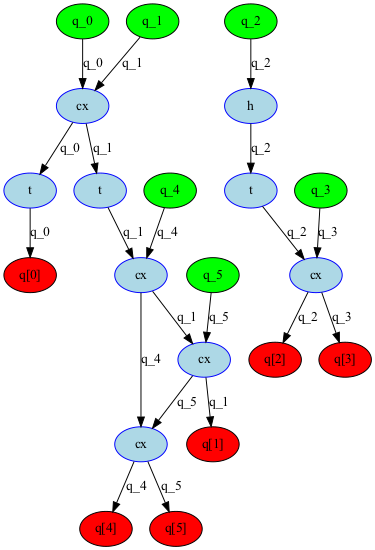 q_0 q_1 q_2
q_0 q_1 q_2
cx h
q_0 q_1 q_2
t t q_4 t q_3
q_0 q_1 q_4 q_2 q_3
q[0] cx q_5 cx
q_1 q_5 q_2 q_3
q_4 cx q[2] q[3]
q_5 q_1
cx q[1]
q_4 q_5
q[4] q[5]